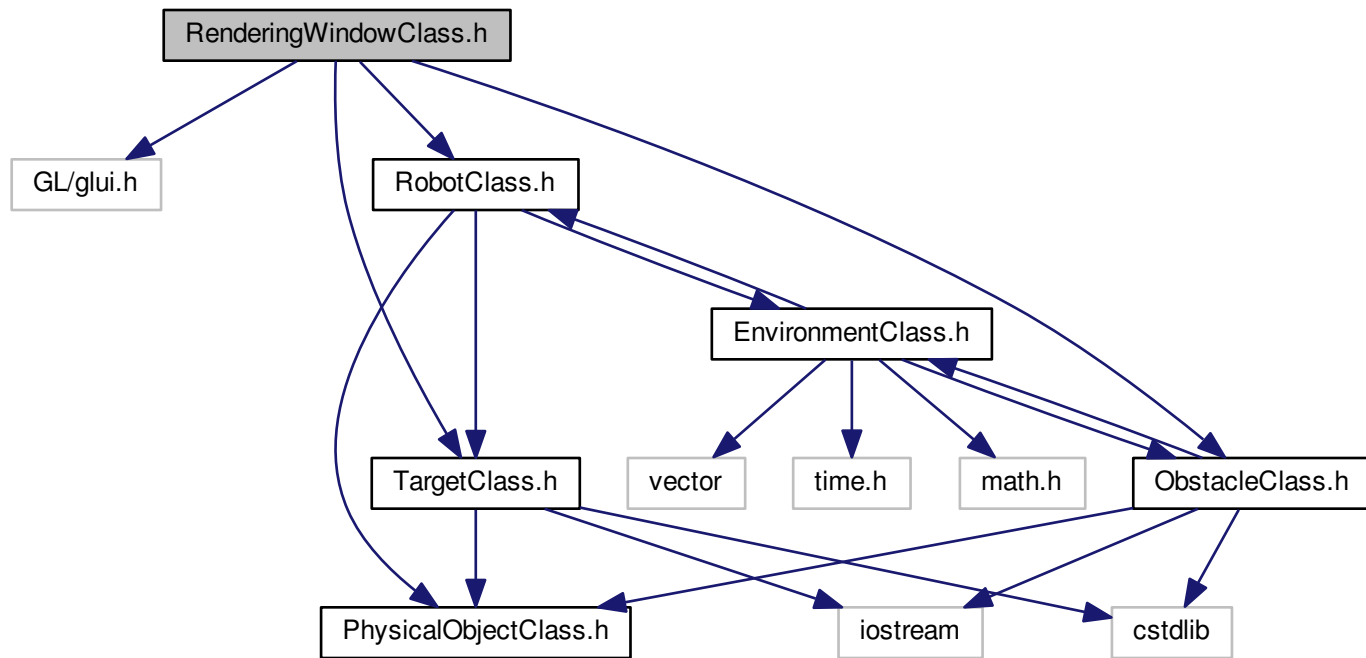 RenderingWindowClass.h
GL/glui.h
RobotClass.h
EnvironmentClass.h
TargetClass.h
vector
time.h
math.h
ObstacleClass.h
PhysicalObjectClass.h
iostream
cstdlib